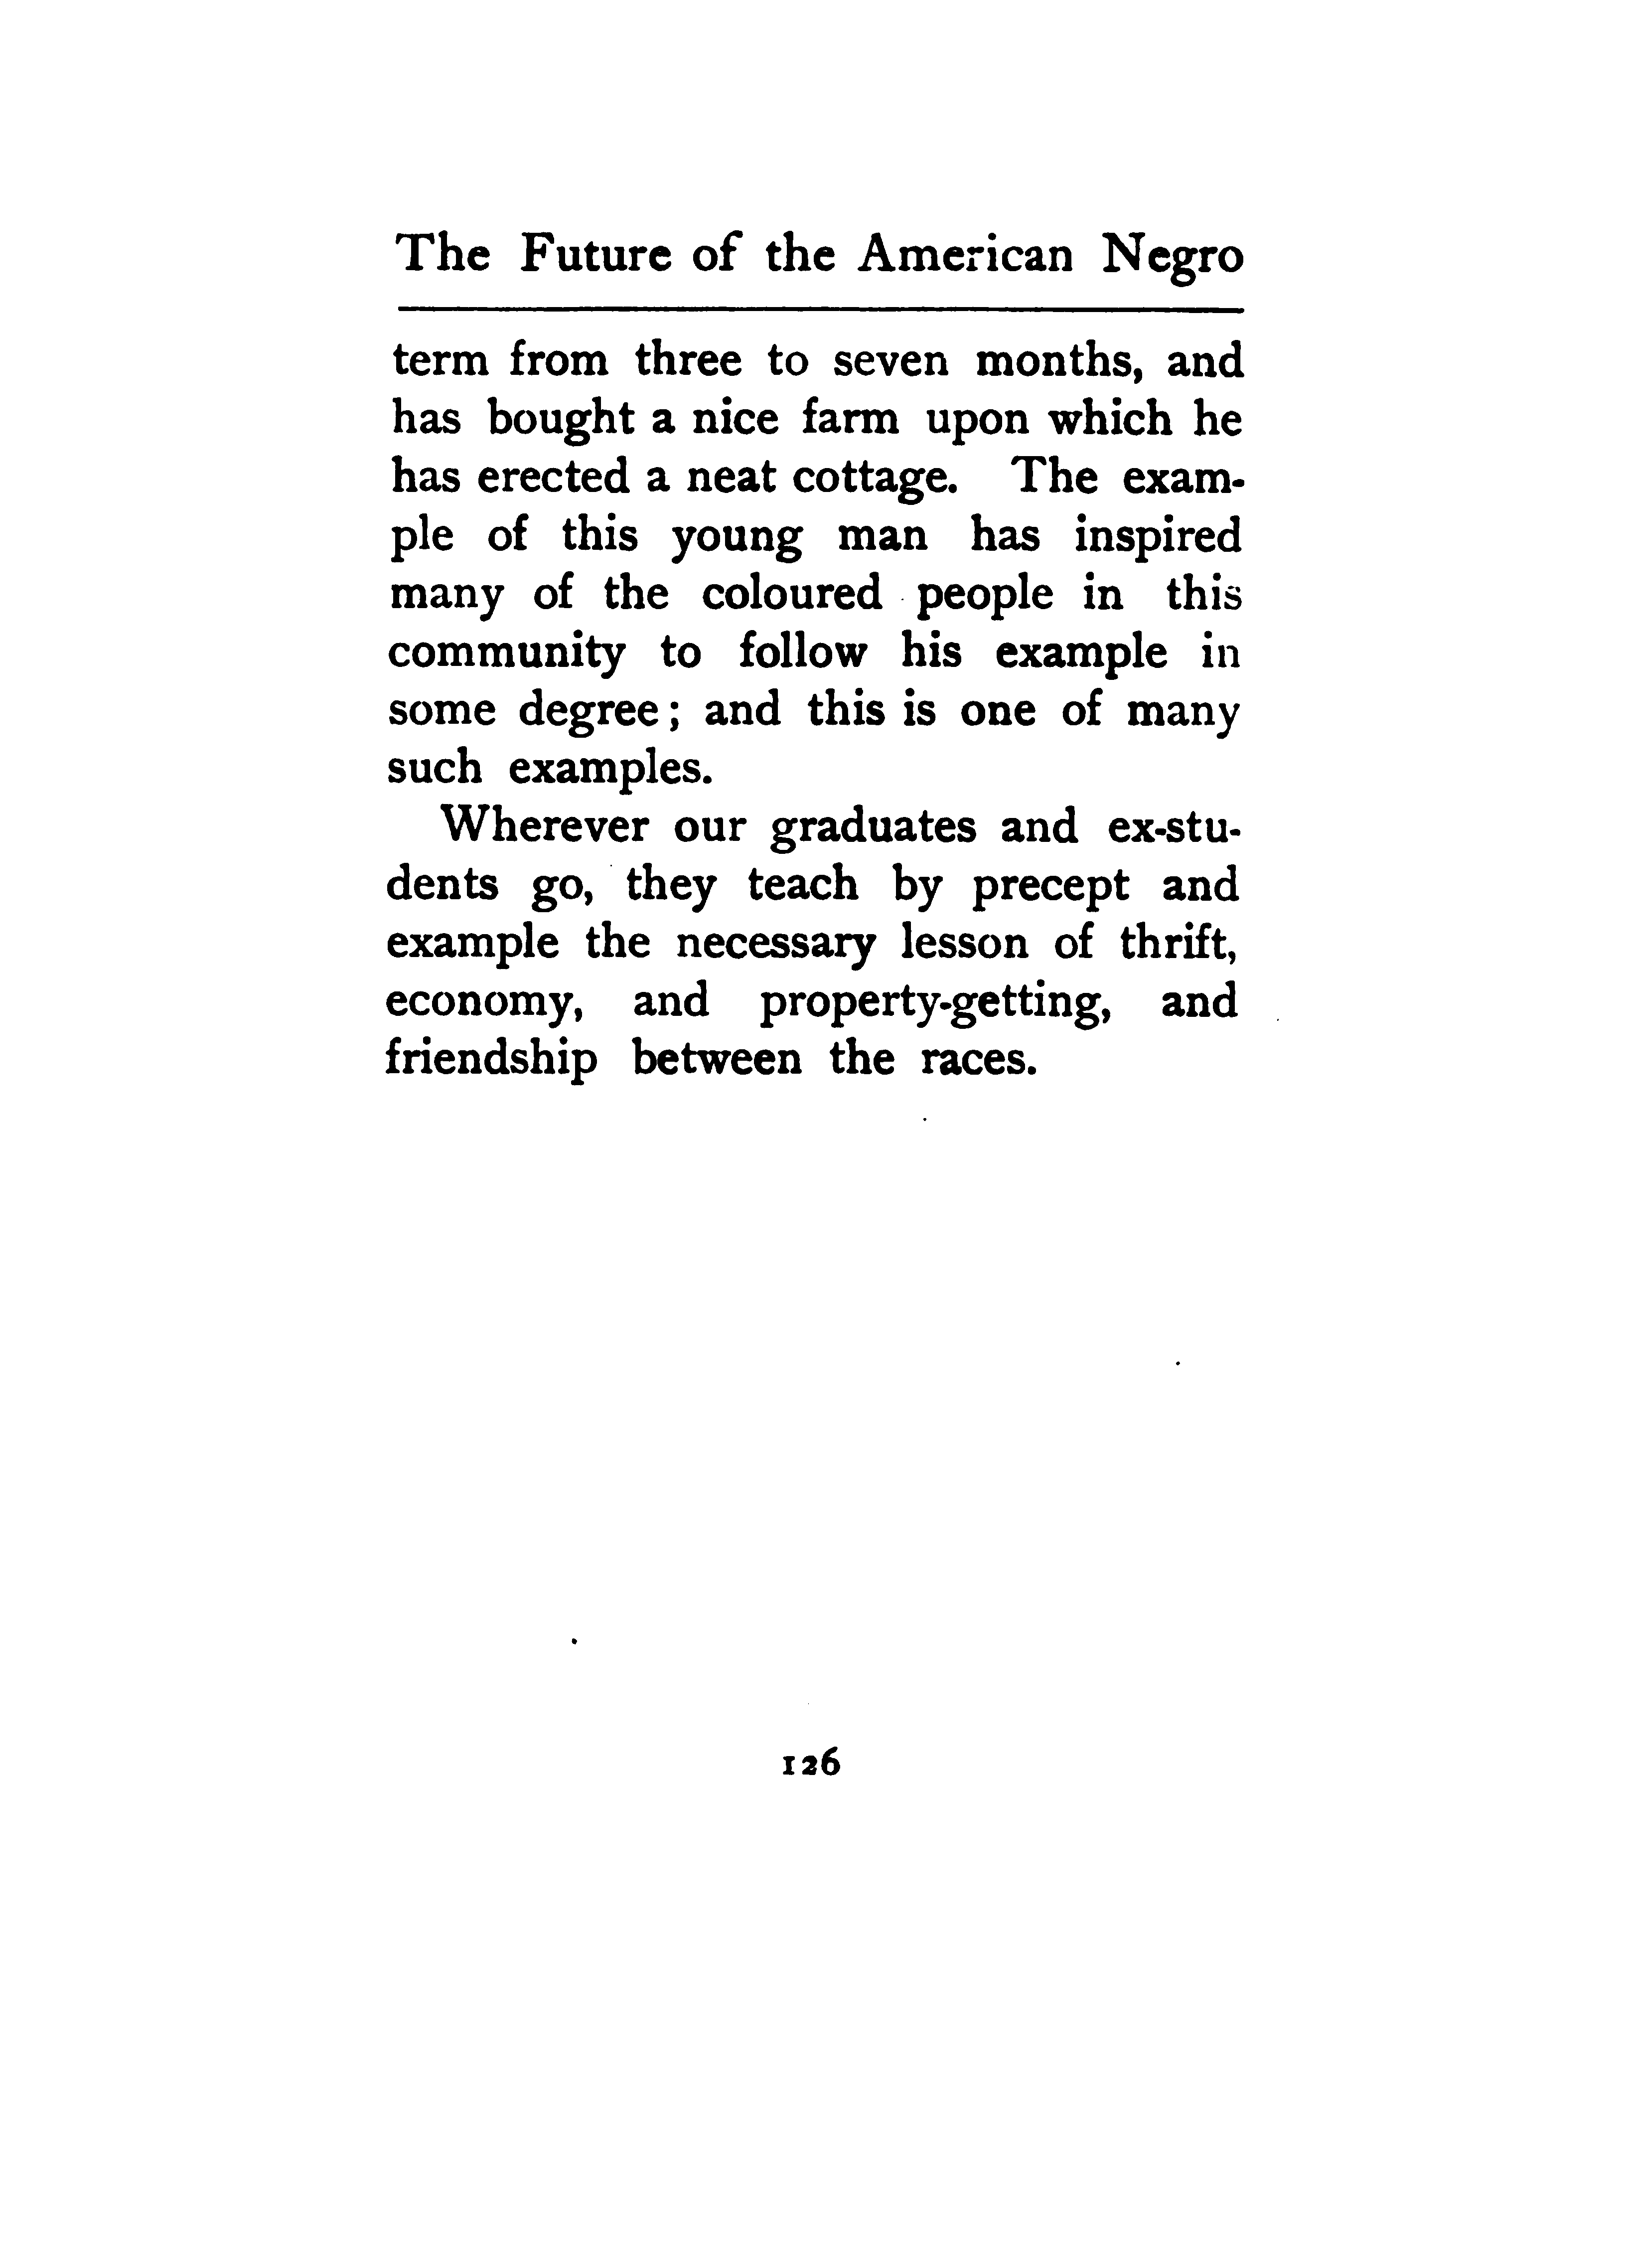 The Future of the American Negro
term from three to seven months, and
has bought a nice farm upon which he
has erected a neat cottage. The exam-
ple of this young man has inspired
many of the coloured people in this
community to follow his example in
some degree; and this is one of many
such examples.
Wherever our graduates and ex-stu-
dents go, they teach by precept and
example the necessary lesson of thrift,
economy, and property-getting, and
friendship between the races.
126